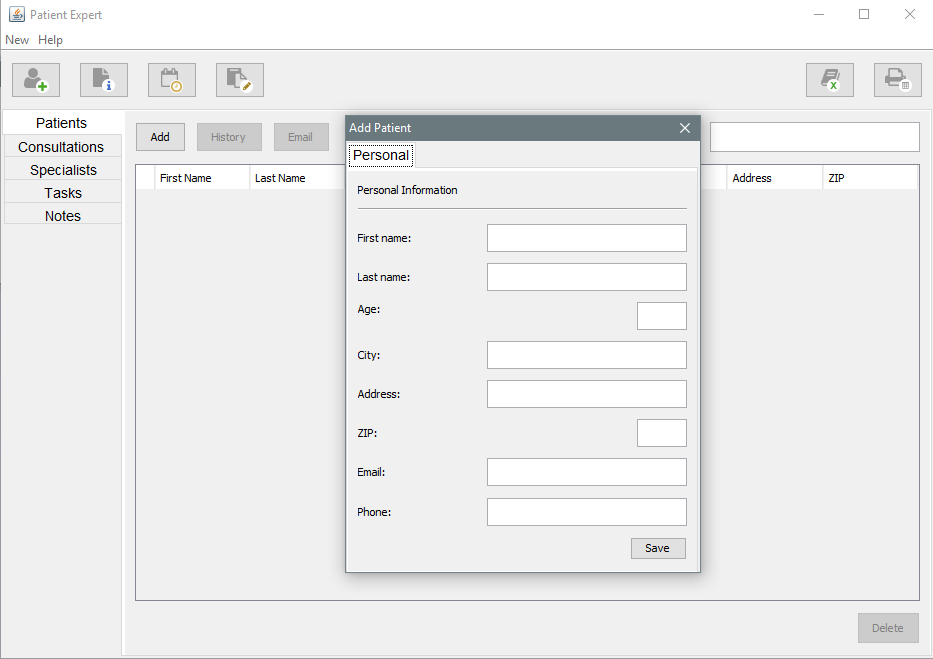 Patient Expert
New Help
Patients
Consultations
Specialists
Tasks
Notes
Add History Email
First Name Last Name Address ZIP
Add Patient
Personal
Personal Information
First name:
Last name:
Age:
City:
Address:
ZIP:
Email:
Phone:
Save
Delete